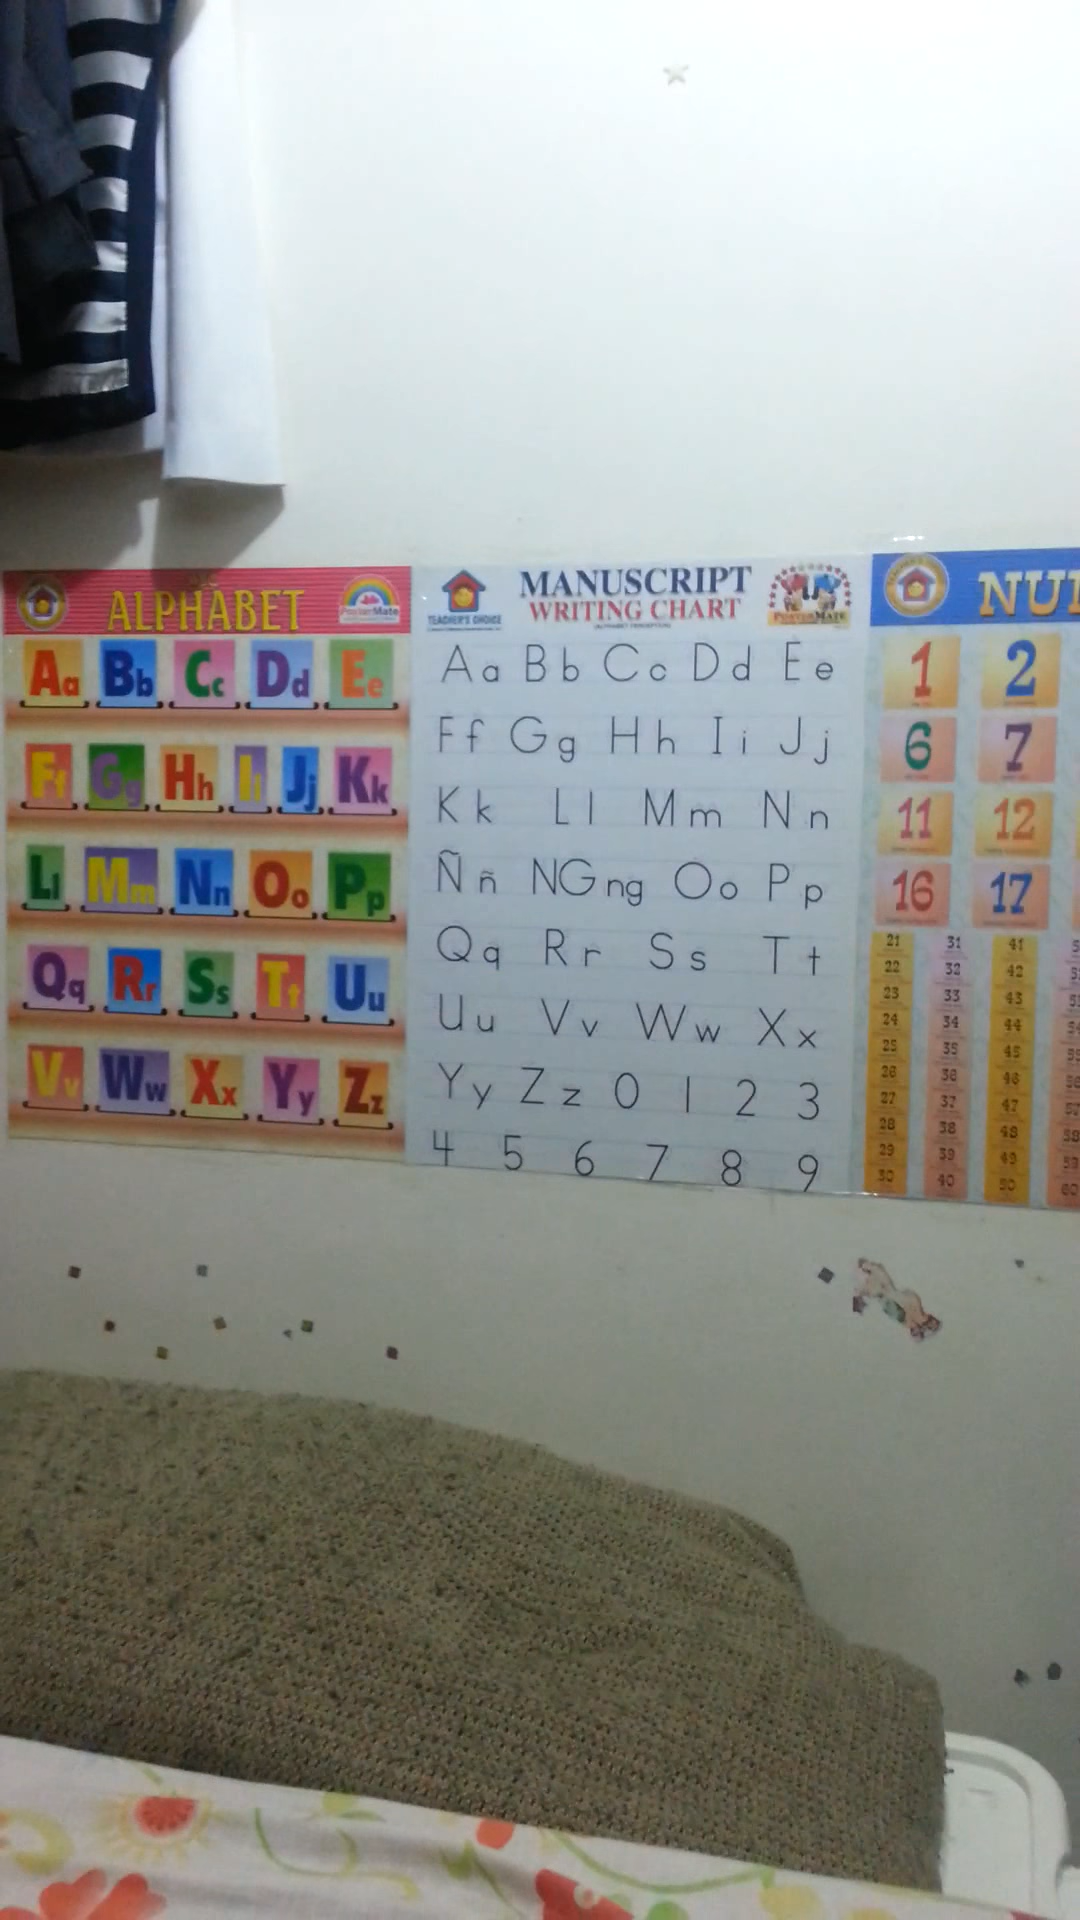 ALPHABET
PosterMate
Aa Bb Cc Dd Ee
Ff Gg Hh Ii Jj Kk
Ll Mm Nn Oo Pp
Qq Rr Ss Tt Uu
Vv Ww Xx Yy Zz
TEACHER'S CHOICE
MANUSCRIPT
WRITING CHART
POSTERMATE
Aa Bb Cc Dd Ee
Ff Gg Hh Ii Jj
Kk Ll Mm Nn
Ññ NGng Oo Pp
Qq Rr Ss Tt
Uu Vv Ww Xx
Yy Zz 0 1 2 3
4 5 6 7 8 9
NU
1 2
6 7
11 12
16 17
21 31 41
22 32 42
23 33 43
24 34 44
25 35 45
26 36 46
27 37 47
28 38 48
29 39 49
30 40 50